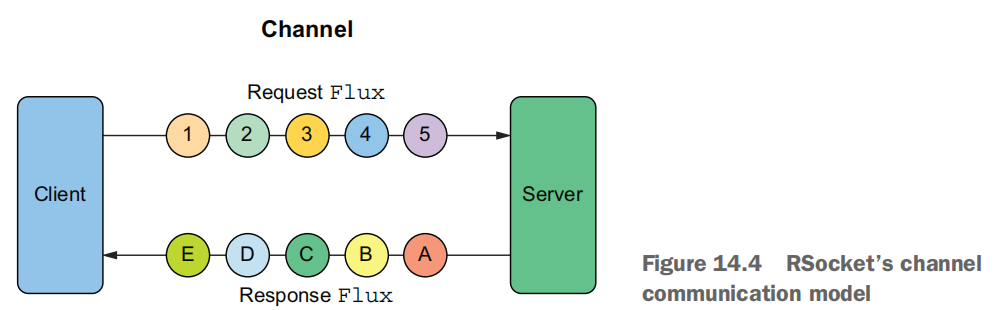 Channel
Request Flux
1 2 3 4 5
Client
Server
E D C B A
Response Flux
Figure 14.4 RSocket's channel
communication model